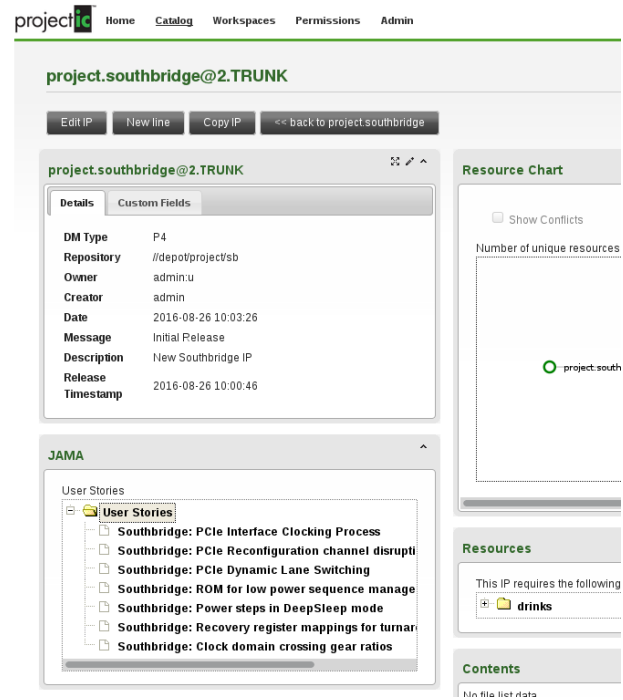 projectic™ Home Catalog Workspaces Permissions Admin
project.southbridge@2.TRUNK
Edit IP New line Copy IP << back to project.southbridge
project.southbridge@2.TRUNK
Details Custom Fields
DM Type P4
Repository //depot/project/sb
Owner admin:u
Creator admin
Date 2016-08-26 10:03:26
Message Initial Release
Description New Southbridge IP
Release
Timestamp 2016-08-26 10:00:46
JAMA
User Stories
User Stories
Southbridge: PCIe Interface Clocking Process
Southbridge: PCIe Reconfiguration channel disrupti
Southbridge: PCIe Dynamic Lane Switching
Southbridge: ROM for low power sequence manage
Southbridge: Power steps in DeepSleep mode
Southbridge: Recovery register mappings for turnar
Southbridge: Clock domain crossing gear ratios
Resource Chart
Show Conflicts
Number of unique resources
project.south
Resources
This IP requires the following
drinks
Contents
No file list data